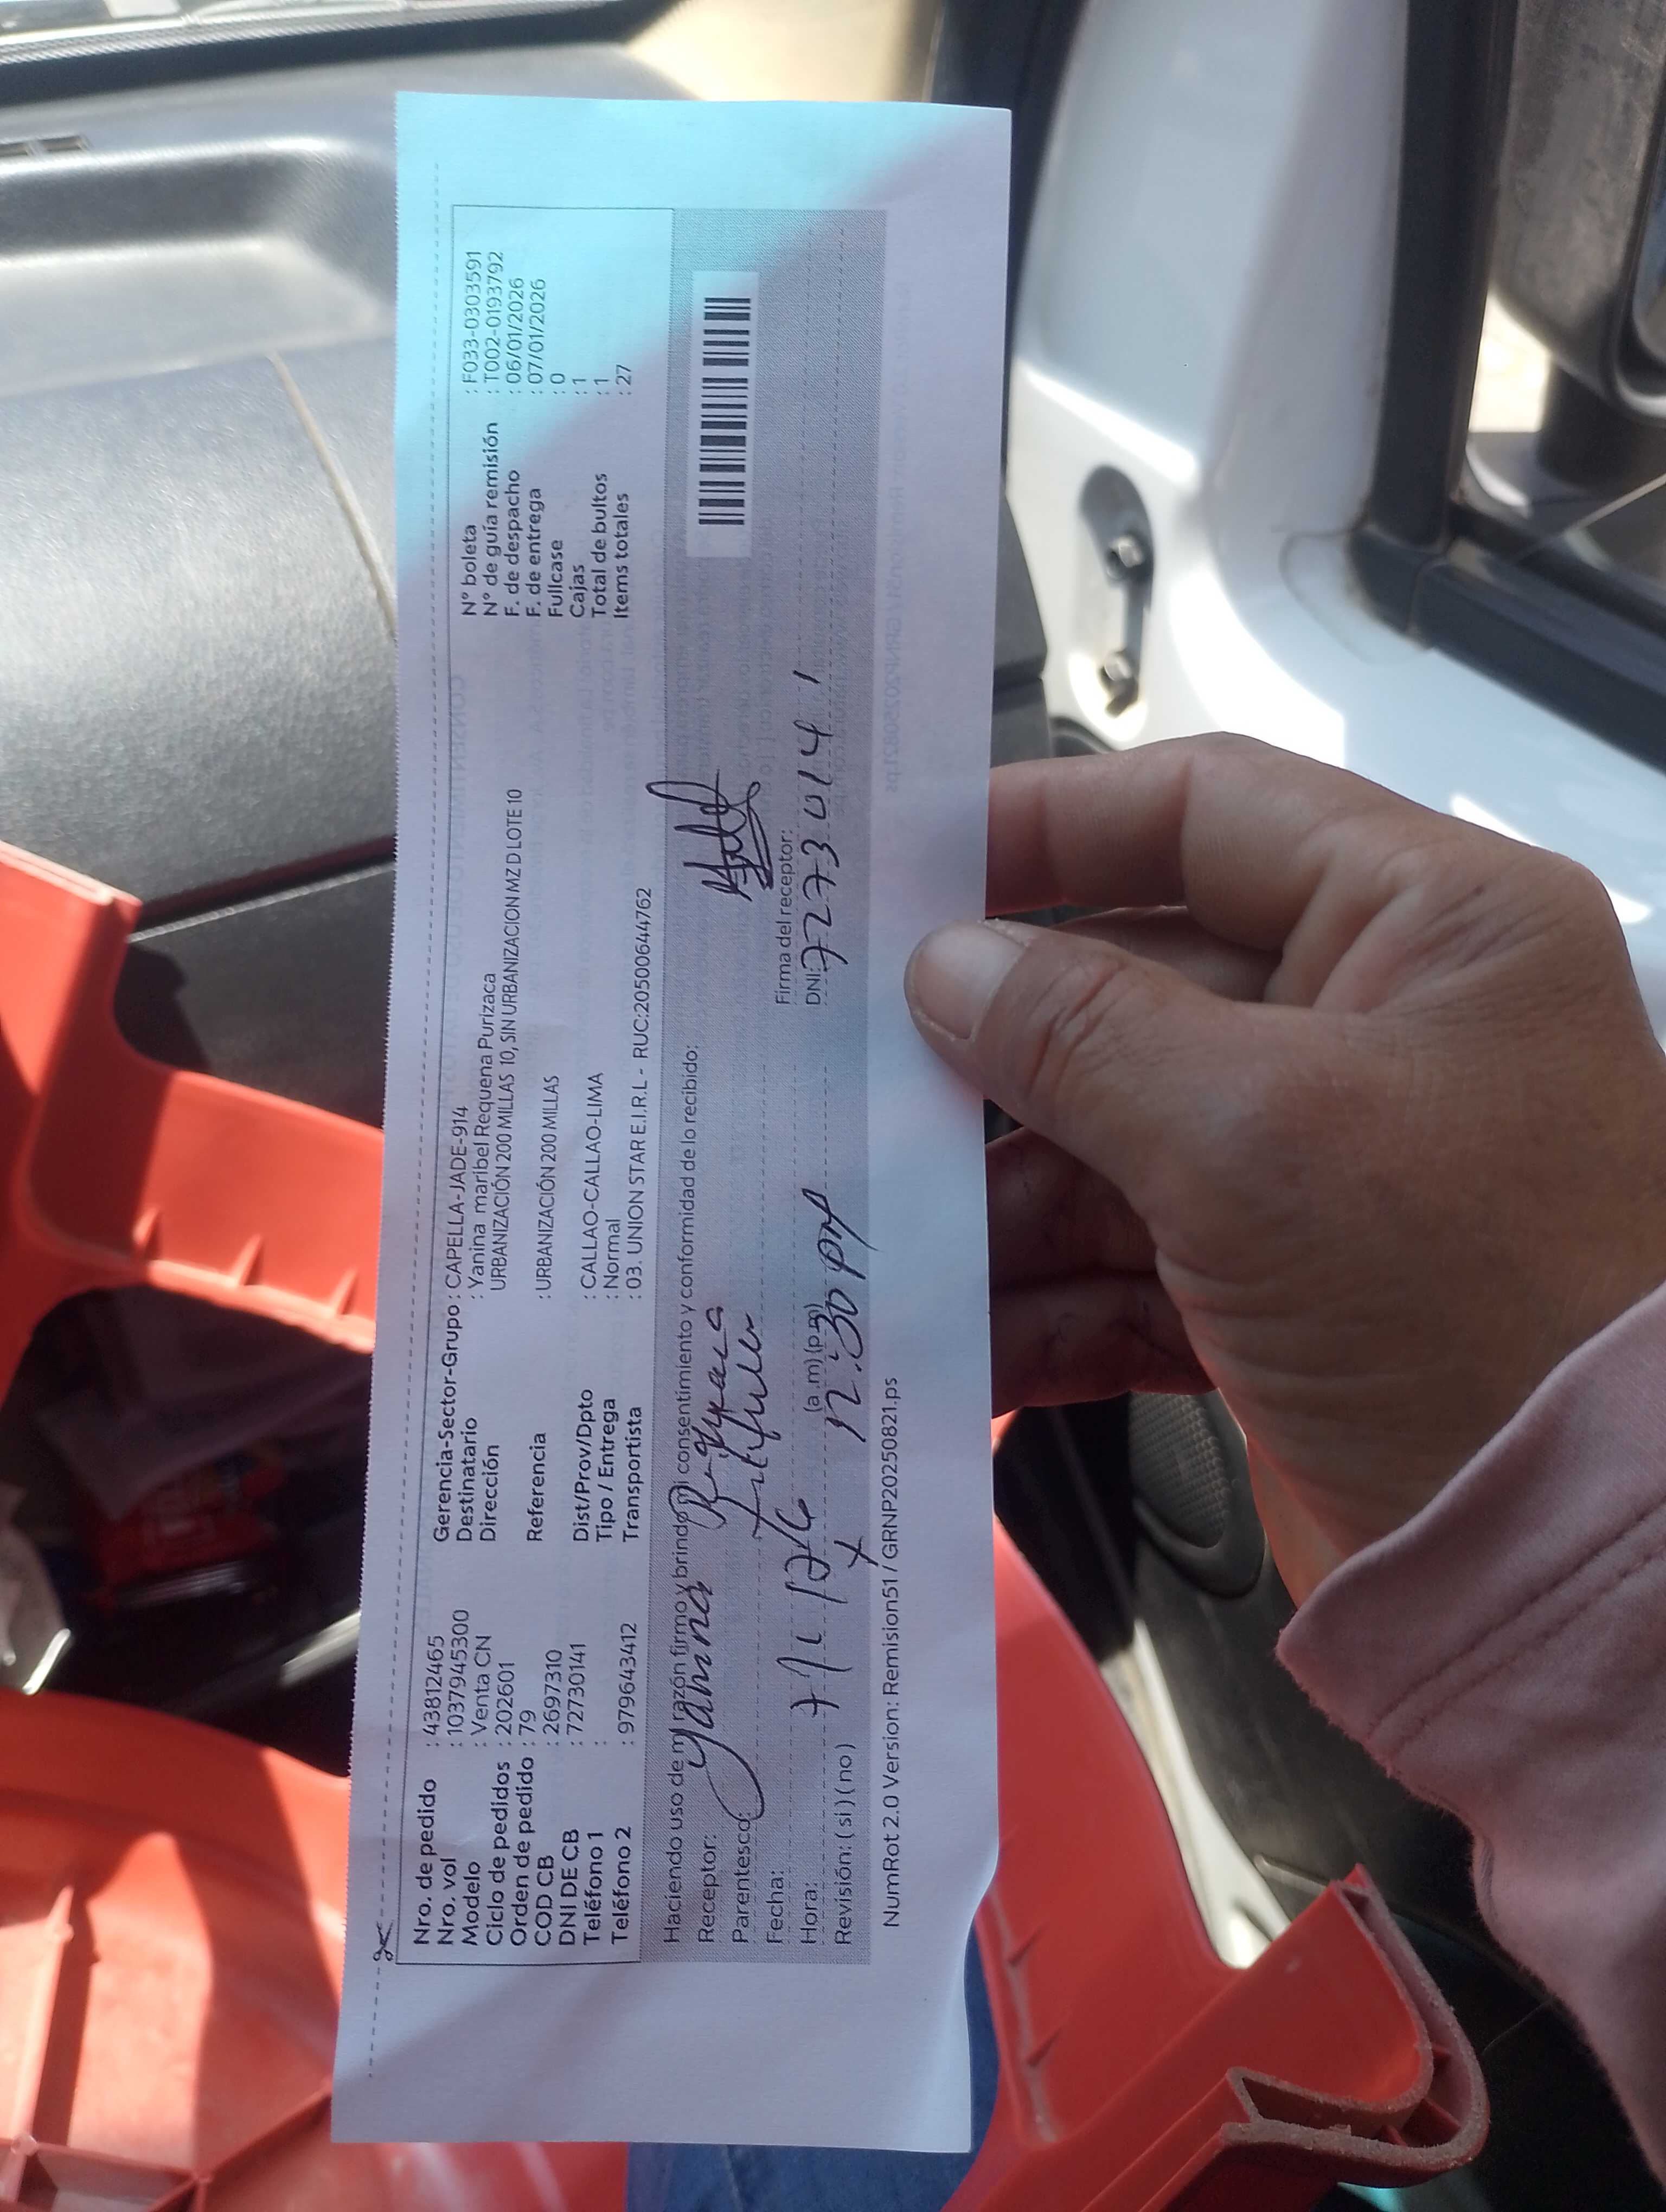 Nro. de pedido : 43812465
Nro. vol : 1037945300
Modelo : Venta CN
Ciclo de pedidos : 202601
Orden de pedido : 79
COD CB : 2697310
DNI DE CB : 72730141
Teléfono 1 :
Teléfono 2 : 979643412
Gerencia-Sector-Grupo : CAPELLA-JADE-914
Destinatario : Yanina maribel Requena Purizaca
Dirección URBANIZACIÓN 200 MILLAS 10, SIN URBANIZACION MZ D LOTE 10
Referencia : URBANIZACIÓN 200 MILLAS
Dist/Prov/Dpto : CALLAO-CALLAO-LIMA
Tipo / Entrega : Normal
Transportista : 03. UNION STAR E.I.R.L - RUC:20500644762
N° boleta : F033-0303591
N° de guía remisión : T002-0193792
F. de despacho : 06/01/2026
F. de entrega : 07/01/2026
Fullcase : 0
Cajas : 1
Total de bultos : 1
Items totales : 27
Haciendo uso de mi razón firmo y brindo mi consentimiento y conformidad de lo recibido:
Receptor: Yanina
Parentesco:
Fecha:
Hora: (a.m) (p.m)
12:30 pm
Revisión: ( si ) ( no )
Firma del receptor:
DNI: 72730141
NumRot 2.0 Version: Remision51 / GRNP20250821.ps